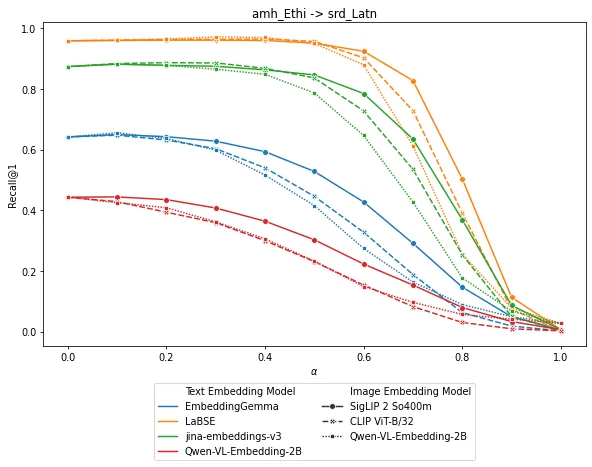 amh_Ethi -> srd_Latn
Recall@1
1.0
0.8
0.6
0.4
0.2
0.0
0.0 0.2 0.4 0.6 0.8 1.0
α
Text Embedding Model
EmbeddingGemma
LaBSE
jina-embeddings-v3
Qwen-VL-Embedding-2B
Image Embedding Model
SigLIP 2 So400m
CLIP ViT-B/32
Qwen-VL-Embedding-2B